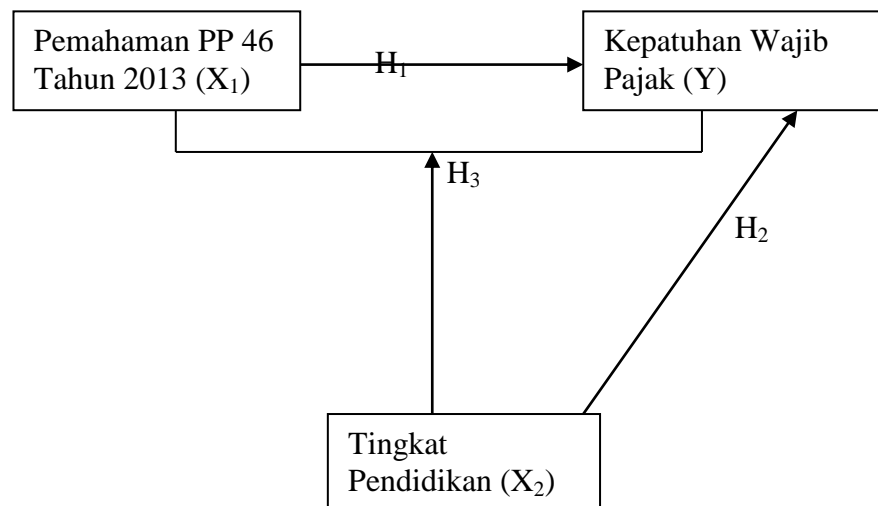 Pemahaman PP 46
Tahun 2013 (X₁)
H₁
Kepatuhan Wajib
Pajak (Y)
H₃
H₂
Tingkat
Pendidikan (X₂)